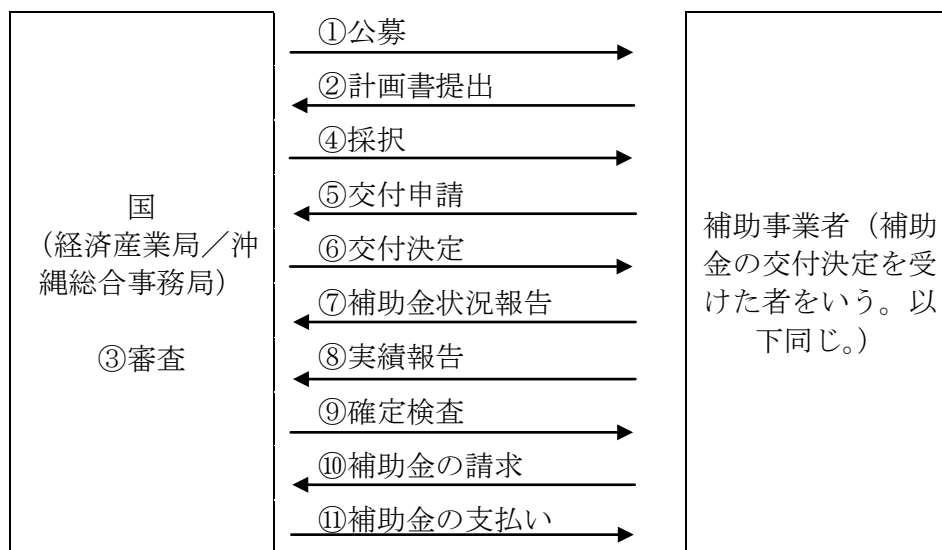 ①公募
②計画書提出
④採択
⑤交付申請
⑥交付決定
⑦補助金状況報告
⑧実績報告
⑨確定検査
⑩補助金の請求
⑪補助金の支払い
国
（経済産業局／沖
縄総合事務局）
③審査
補助事業者（補助
金の交付決定を受
けた者をいう。以
下同じ。）